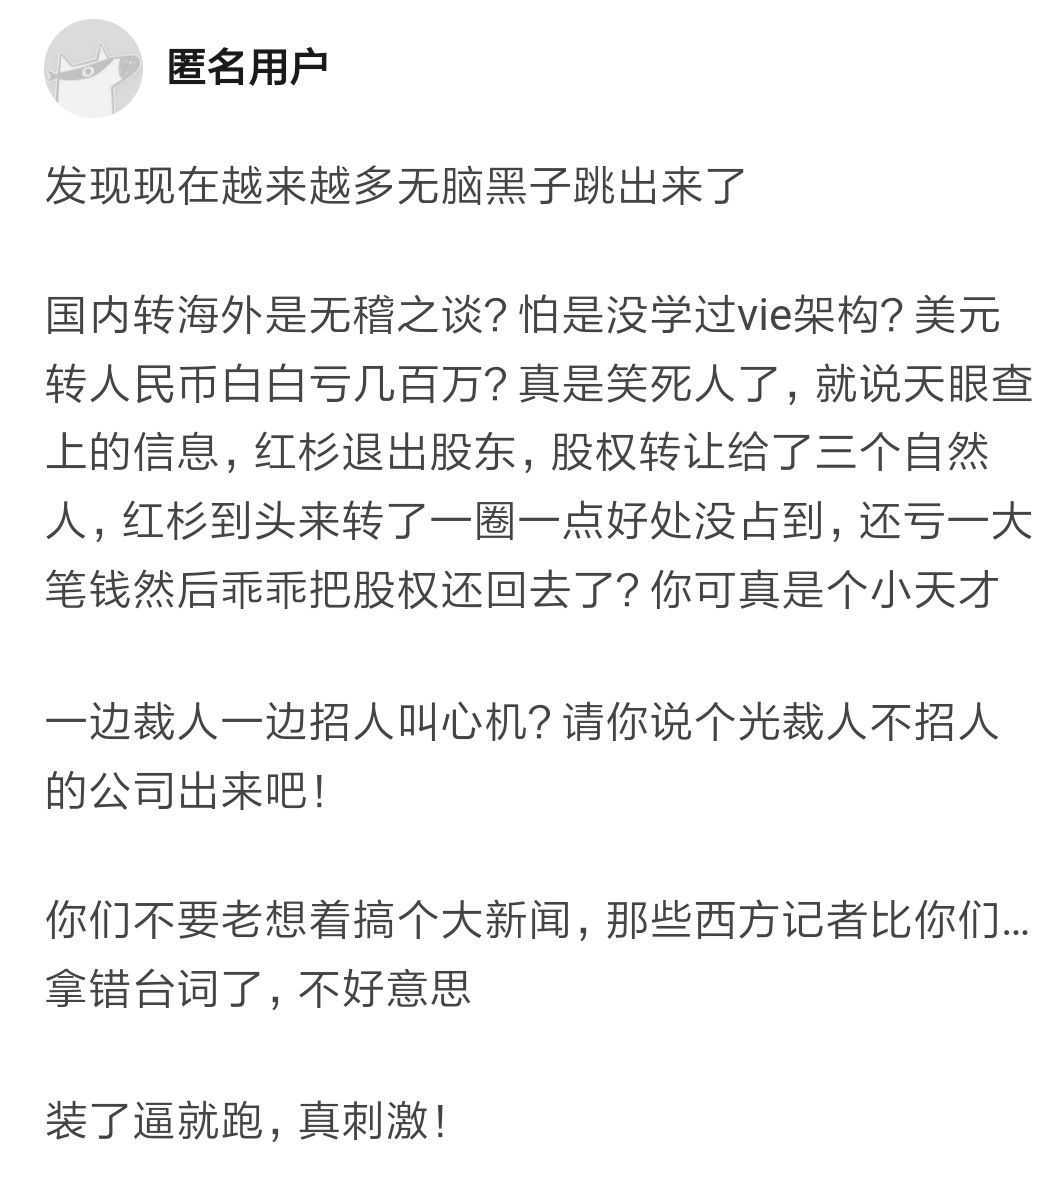 匿名用户
发现现在越来越多无脑黑子跳出来了
国内转海外是无稽之谈？怕是没学过vie架构？美元
转人民币白白亏几百万？真是笑死人了，就说天眼查
上的信息，红杉退出股东，股权转让给了三个自然
人，红杉到头来转了一圈一点好处没占到，还亏一大
笔钱然后乖乖把股权还回去了？你可真是个小天才
一边裁人一边招人叫心机？请你说个光裁人不招人
的公司出来吧！
你们不要老想着搞个大新闻，那些西方记者比你们...
拿错台词了，不好意思
装了逼就跑，真刺激！